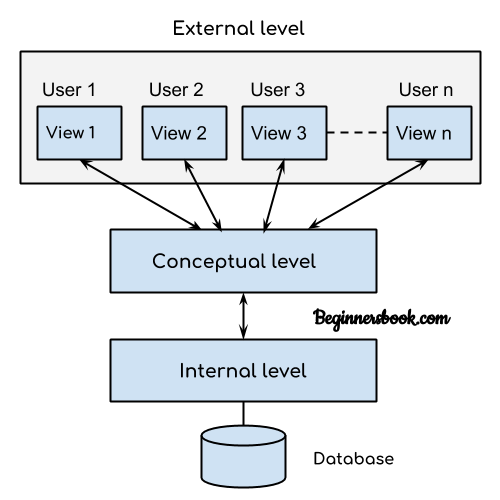 External level
User 1 User 2 User 3 User n
View 1 View 2 View 3 View n
Conceptual level
Beginnersbook.com
Internal level
Database